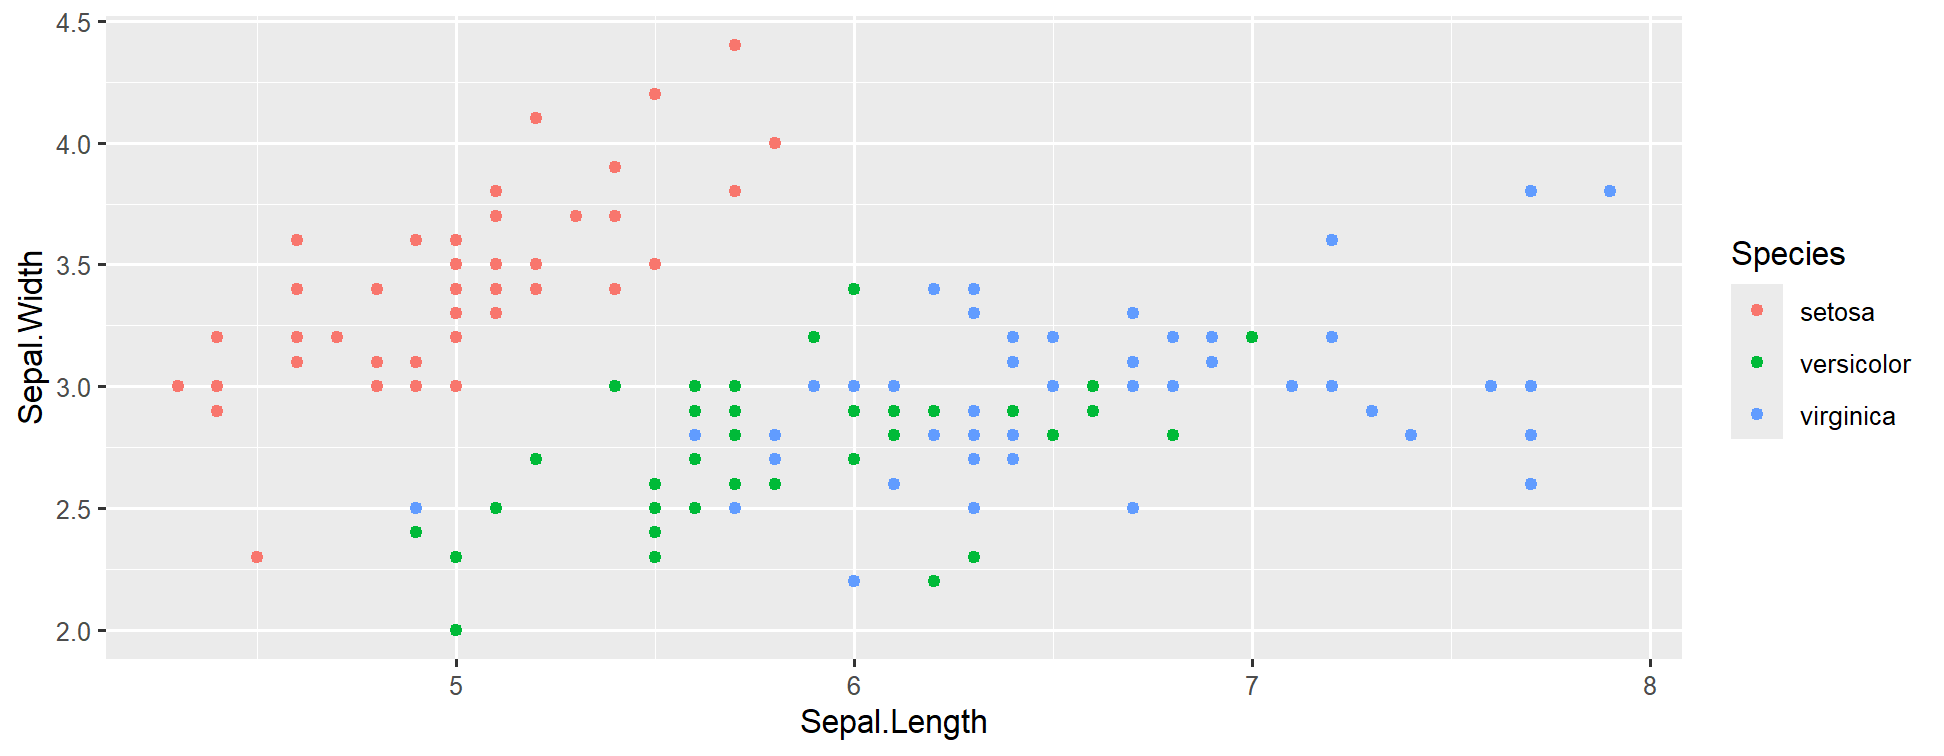 4.5
4.0
3.5
3.0
2.5
2.0
Sepal.Width
5 6 7 8
Sepal.Length
Species
setosa
versicolor
virginica